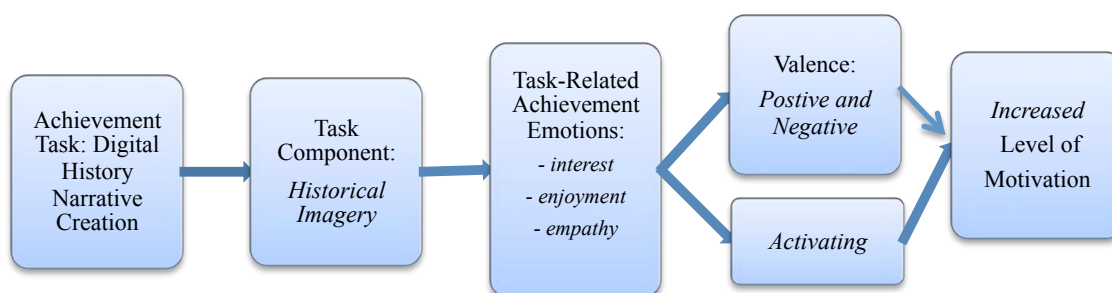 Achievement
Task: Digital
History
Narrative
Creation
Task
Component:
Historical
Imagery
Task-Related
Achievement
Emotions:
- interest
- enjoyment
- empathy
Valence:
Postive and
Negative
Activating
Increased
Level of
Motivation